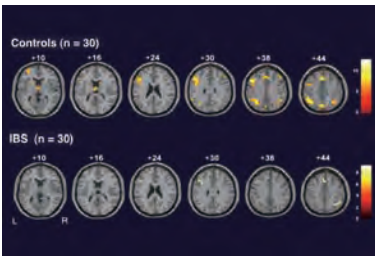 Controls (n = 30)
+10 +16 +24 +30 +38 +44
IBS (n = 30)
+10 +16 +24 +30 +38 +44
L R